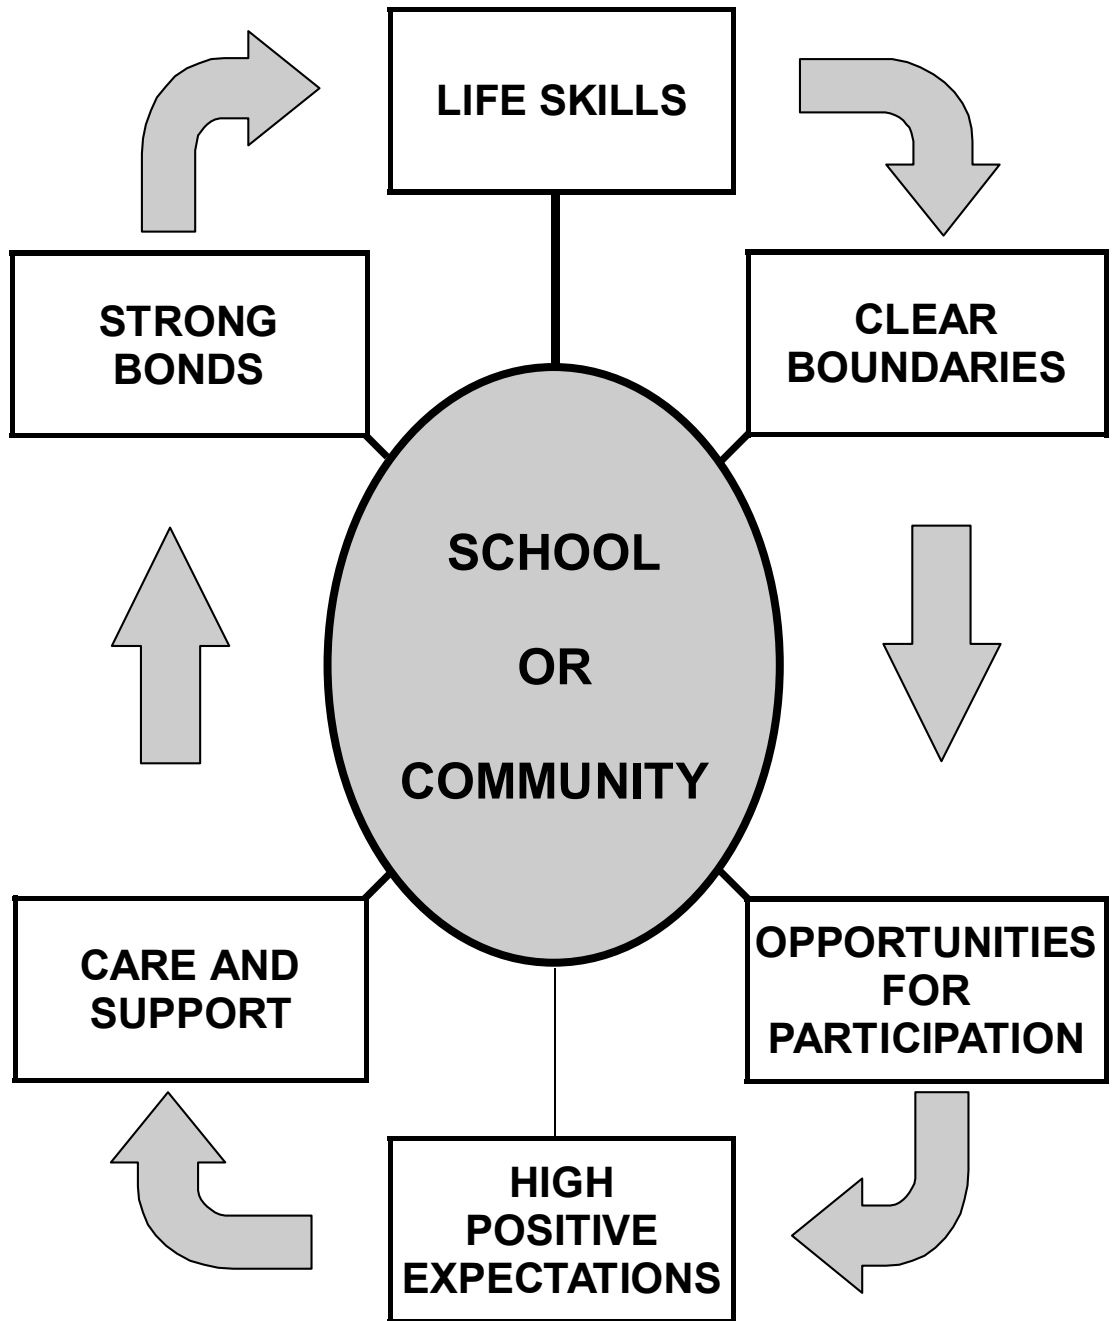 LIFE SKILLS
STRONG
BONDS
CLEAR
BOUNDARIES
SCHOOL
OR
COMMUNITY
CARE AND
SUPPORT
OPPORTUNITIES
FOR
PARTICIPATION
HIGH
POSITIVE
EXPECTATIONS